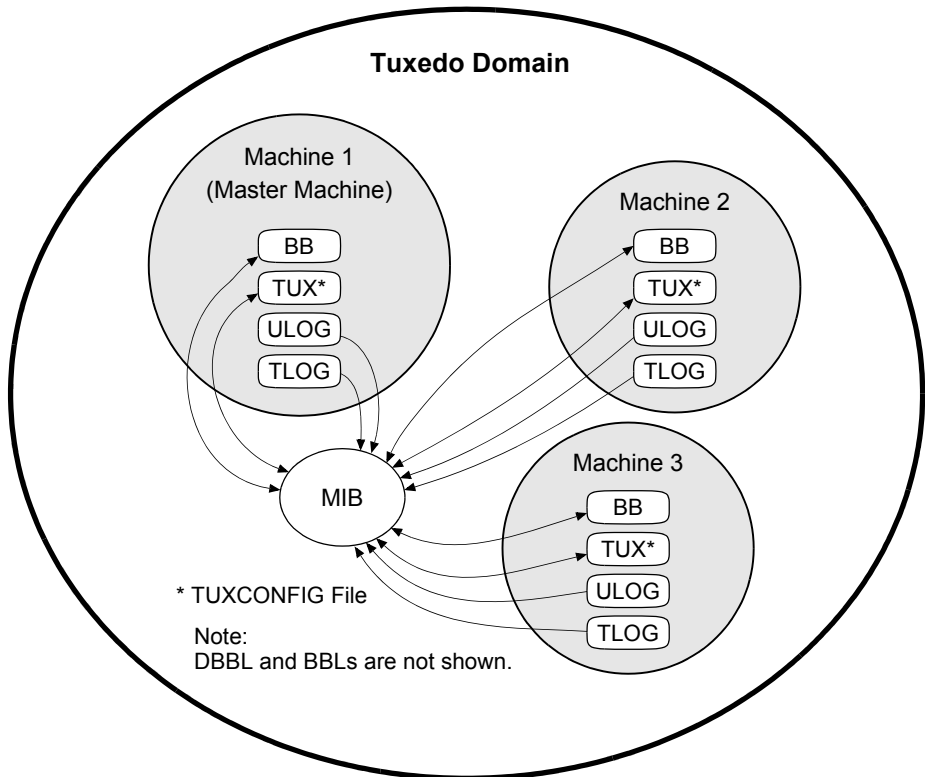 Tuxedo Domain
Machine 1
(Master Machine)
BB
TUX*
ULOG
TLOG
Machine 2
BB
TUX*
ULOG
TLOG
Machine 3
BB
TUX*
ULOG
TLOG
MIB
* TUXCONFIG File
Note:
DBBL and BBLs are not shown.